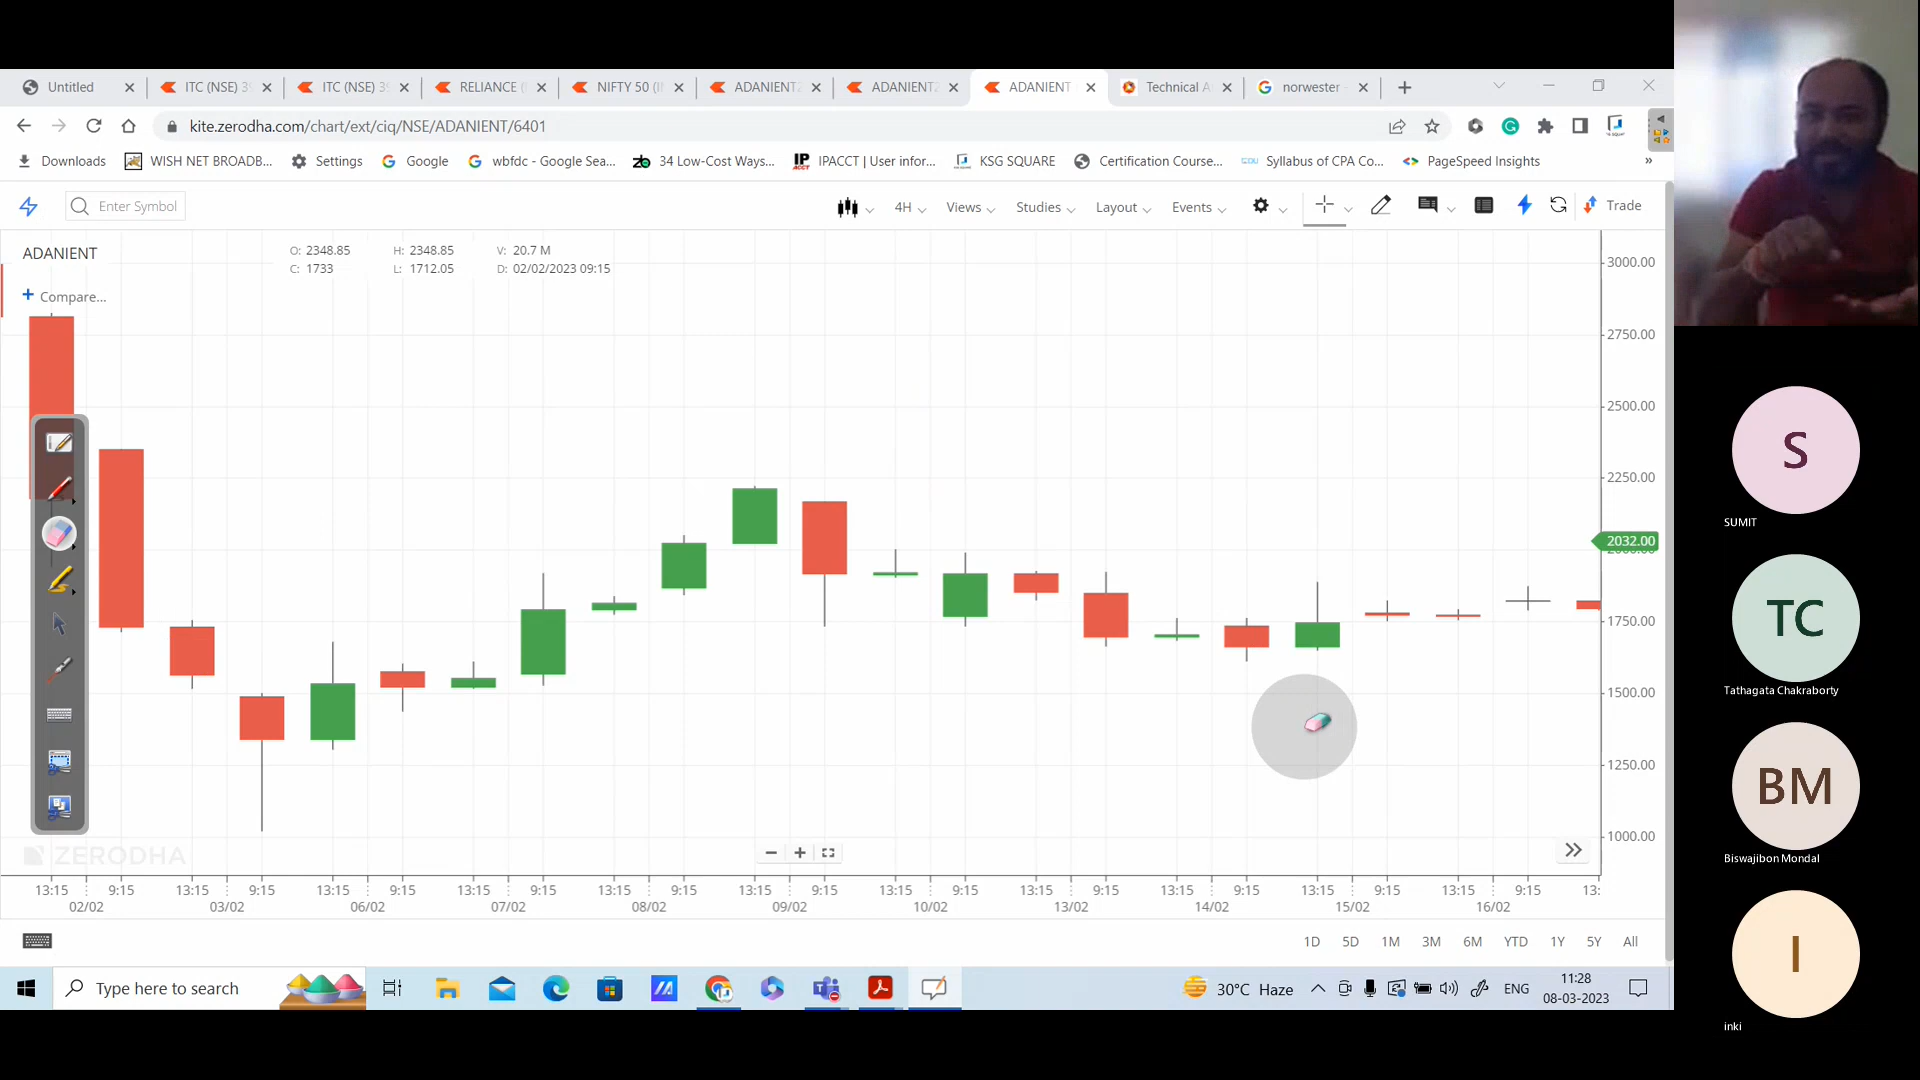 Untitled
ITC (NSE) 39
ITC (NSE) 39
RELIANCE (
NIFTY 50 (I
ADANIENT2
ADANIENT2
ADANIENT
Technical A
norwester
kite.zerodha.com/chart/ext/ciq/NSE/ADANIENT/6401
Downloads
WISH NET BROADB...
Settings
Google
wbfdc - Google Sea...
34 Low-Cost Ways...
IPACCT | User infor...
KSG SQUARE
Certification Course...
Syllabus of CPA Co...
PageSpeed Insights
»
Enter Symbol
4H
Views
Studies
Layout
Events
Trade
ADANIENT
O: 2348.85 H: 2348.85 V: 20.7 M
C: 1733 L: 1712.05 D: 02/02/2023 09:15
+ Compare...
3000.00
2750.00
2500.00
2250.00
2032.00
1750.00
1500.00
1250.00
1000.00
ZERODHA
13:15 9:15 13:15 9:15 13:15 9:15 13:15 9:15 13:15 9:15 13:15 9:15 13:15 9:15 13:15 9:15 13:15 9:15 13:15 9:15 13:15 9:15 13:
02/02 03/02 06/02 07/02 08/02 09/02 10/02 13/02 14/02 15/02 16/02
1D 5D 1M 3M 6M YTD 1Y 5Y All
Type here to search
30°C Haze
ENG
11:28
08-03-2023
S
SUMIT
TC
Tathagata Chakraborty
BM
Biswajibon Mondal
I
inki